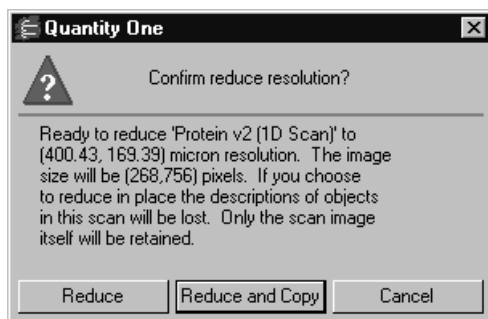 Quantity One
Confirm reduce resolution?
Ready to reduce 'Protein v2 (1D Scan)' to
(400.43, 169.39) micron resolution. The image
size will be (268,756) pixels. If you choose
to reduce in place the descriptions of objects
in this scan will be lost. Only the scan image
itself will be retained.
Reduce
Reduce and Copy
Cancel